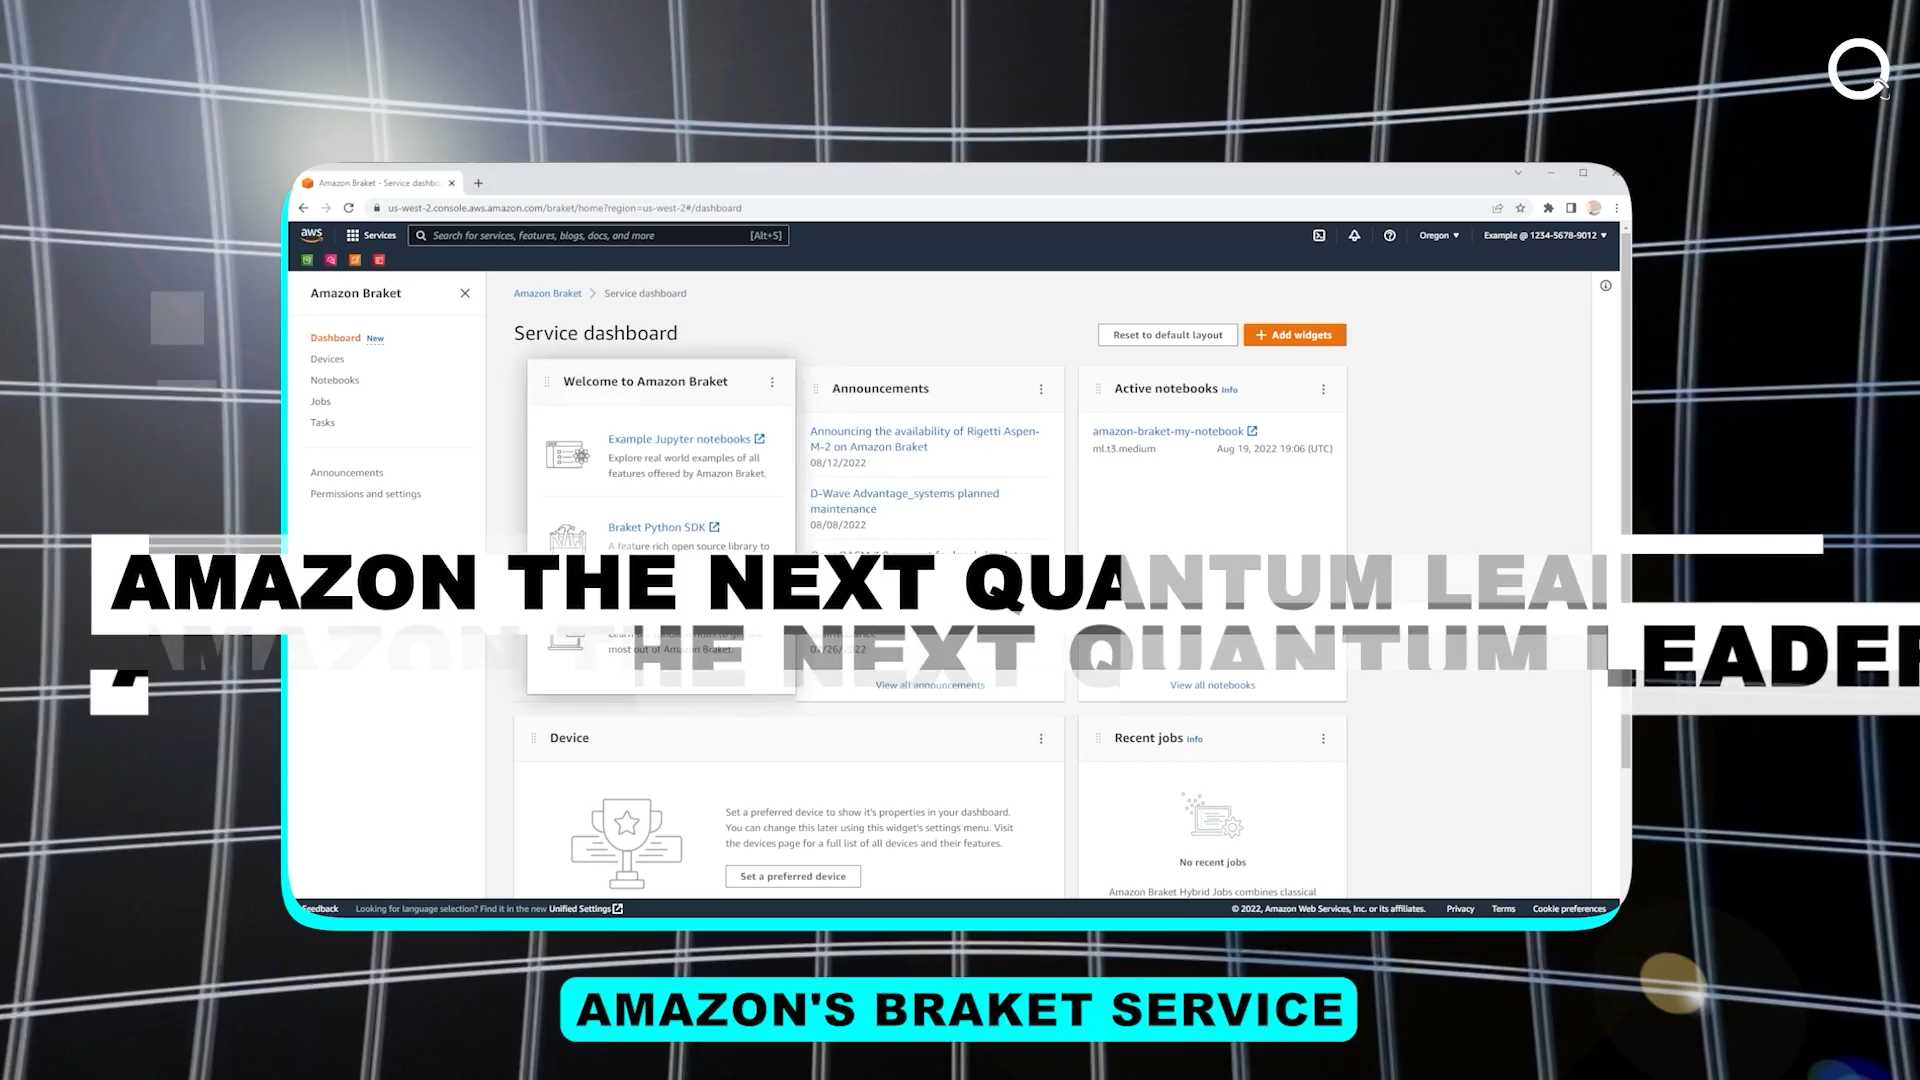 Amazon Braket - Service dashbo
us-west-2.console.aws.amazon.com/braket/home?region=us-west-2#/dashboard
aws
Services
Search for services, features, blogs, docs, and more
[Alt+S]
Oregon
Example @ 1234-5678-9012
Amazon Braket
Amazon Braket
Service dashboard
Dashboard New
Devices
Notebooks
Jobs
Tasks
Announcements
Permissions and settings
Service dashboard
Reset to default layout
Add widgets
Welcome to Amazon Braket
Example Jupyter notebooks
Explore real world examples of all
features offered by Amazon Braket.
Braket Python SDK
A feature rich open source library to
most out of Amazon Braket.
Announcements
Announcing the availability of Rigetti Aspen-
M-2 on Amazon Braket
08/12/2022
D-Wave Advantage_systems planned
maintenance
08/08/2022
View all announcements
Active notebooks Info
amazon-braket-my-notebook
ml.t3.medium
Aug 19, 2022 19:06 (UTC)
View all notebooks
AMAZON THE NEXT QUANTUM LEA
AMAZON THE NEXT QUANTUM LEADER
Device
Set a preferred device to show it's properties in your dashboard.
You can change this later using this widget's settings menu. Visit
the devices page for a full list of all devices and their features.
Set a preferred device
Recent jobs Info
No recent jobs
Amazon Braket Hybrid Jobs combines classical
Feedback
Looking for language selection? Find it in the new Unified Settings
© 2022, Amazon Web Services, Inc. or its affiliates.
Privacy
Terms
Cookie preferences
AMAZON'S BRAKET SERVICE